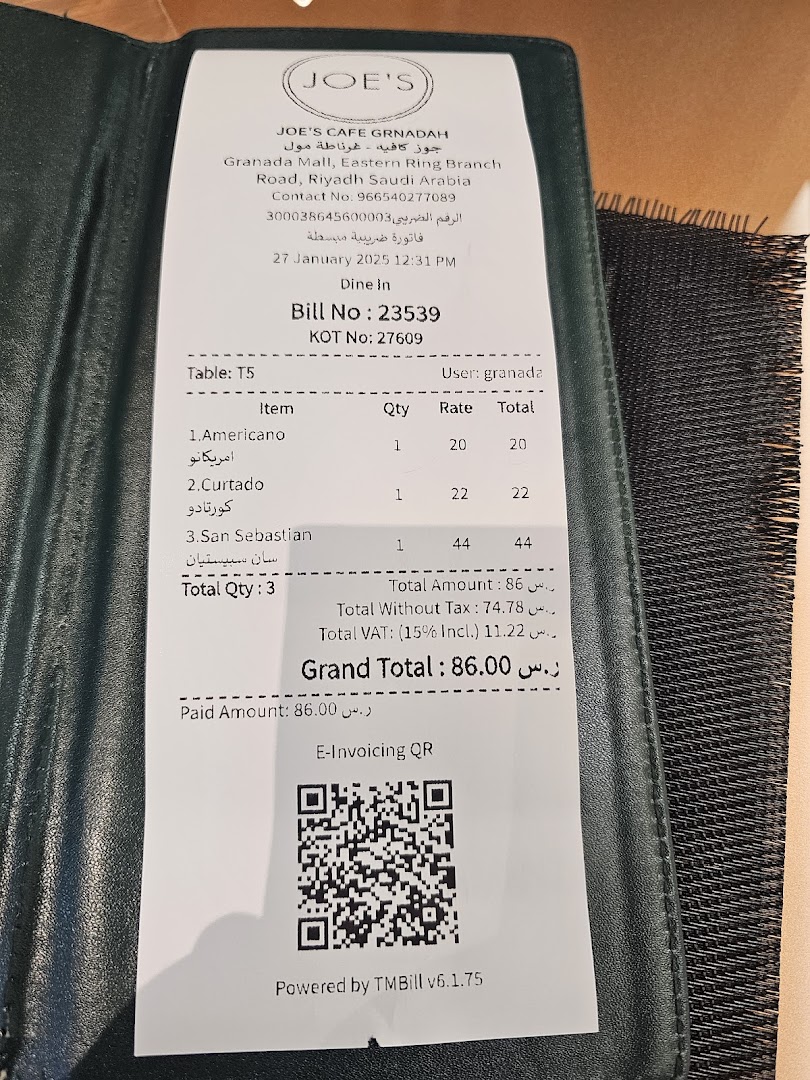 JOE'S
JOE'S CAFE GRNADAH
جوز كافيه - غرناطة مول
Granada Mall, Eastern Ring Branch
Road, Riyadh Saudi Arabia
Contact No: 966540277089
الرقم الضريبي300038645600003
فاتورة ضريبية مبسطة
27 January 2025 12:31 PM
Dine In
Bill No : 23539
KOT No: 27609
Table: T5 User: granada
Item Qty Rate Total
1.Americano 1 20 20
امريكانو
2.Curtado 1 22 22
كورتادو
3.San Sebastian 1 44 44
سان سبيستيان
Total Qty : 3 Total Amount : 86 ر.س
Total Without Tax : 74.78 ر.س
Total VAT: (15% Incl.) 11.22 ر.س
Grand Total : 86.00 ر.س
Paid Amount: 86.00 ر.س
E-Invoicing QR
Powered by TMBill v6.1.75